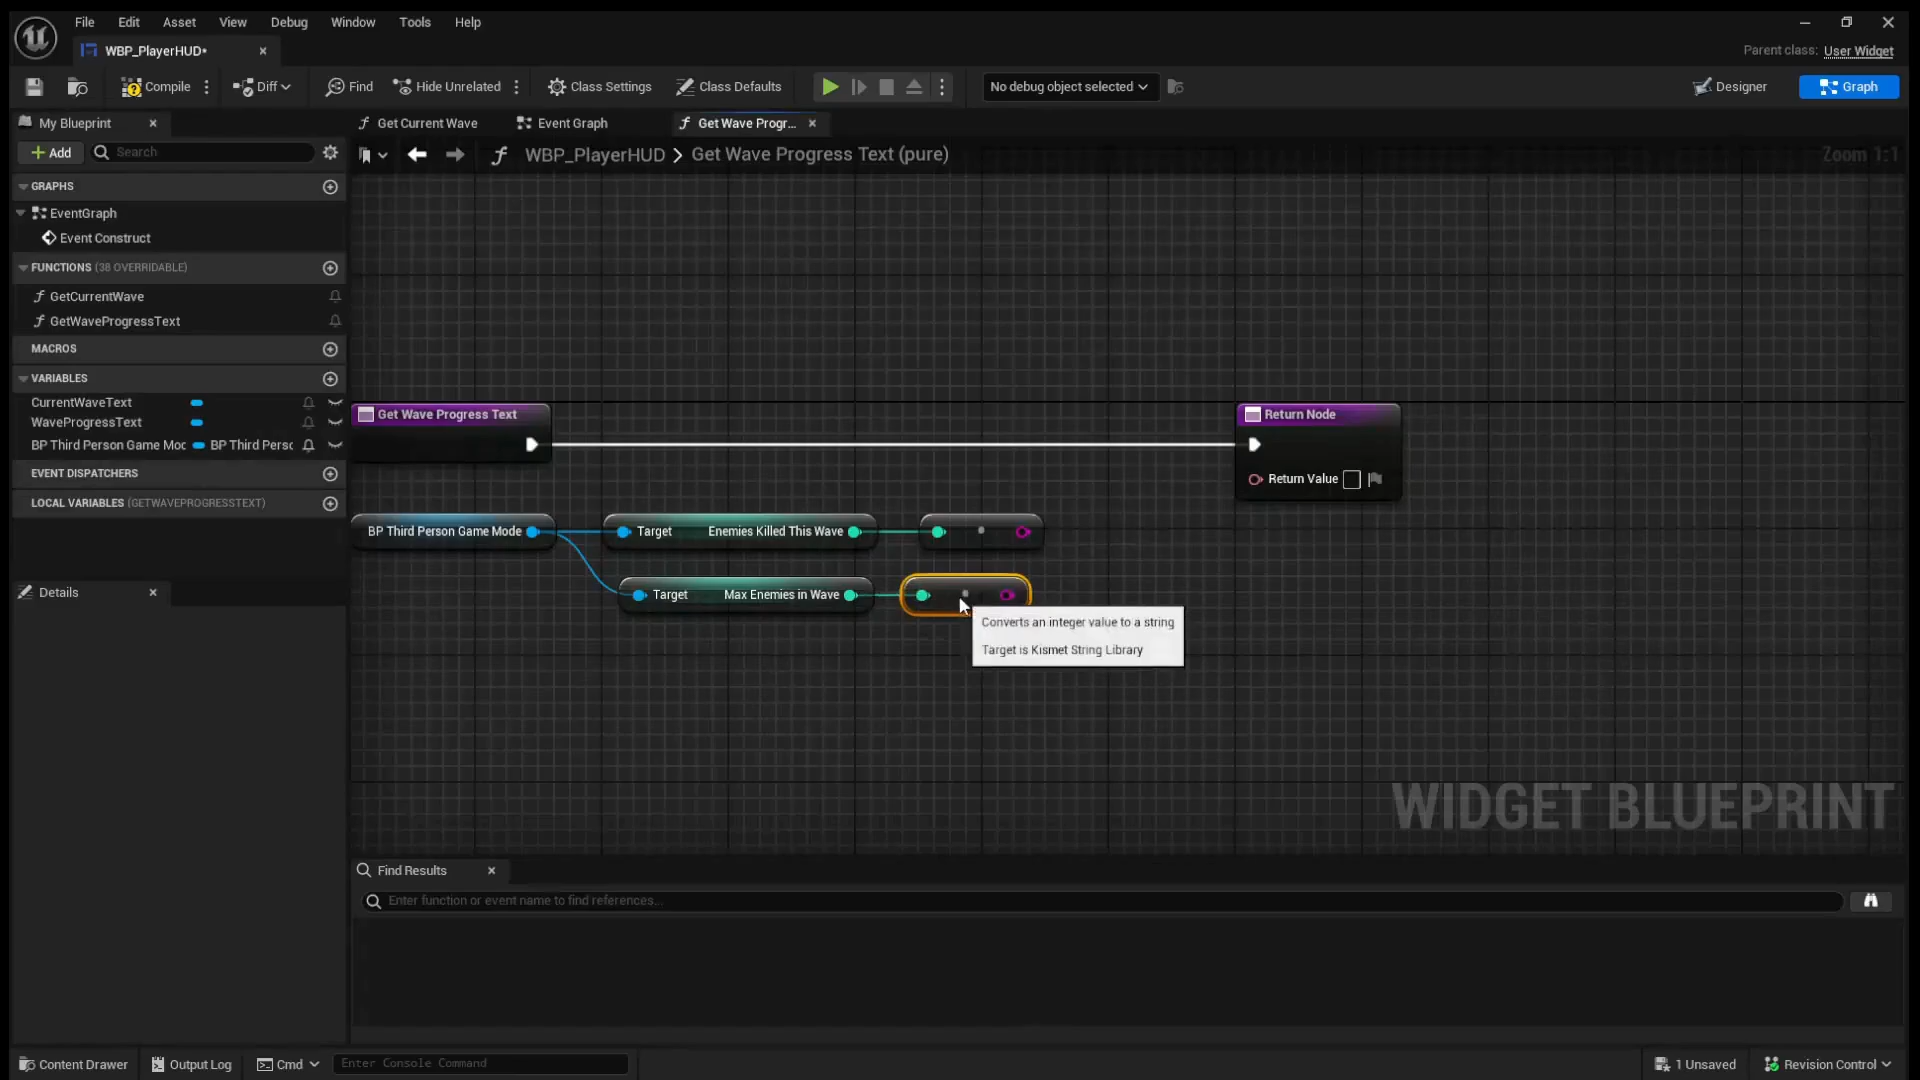 File Edit Asset View Debug Window Tools Help
WBP_PlayerHUD*
Parent class: User Widget
Compile Diff Find Hide Unrelated Class Settings Class Defaults No debug object selected Designer Graph
My Blueprint
Get Current Wave Event Graph Get Wave Progr...
Add Search
WBP_PlayerHUD > Get Wave Progress Text (pure)
Zoom 1:1
GRAPHS
EventGraph
Event Construct
FUNCTIONS (38 OVERRIDABLE)
GetCurrentWave
GetWaveProgressText
MACROS
VARIABLES
CurrentWaveText
WaveProgressText
BP Third Person Game Moc BP Third Persc
EVENT DISPATCHERS
LOCAL VARIABLES (GETWAVEPROGRESSTEXT)
Details
Get Wave Progress Text
Return Node
Return Value
BP Third Person Game Mode
Target Enemies Killed This Wave
Target Max Enemies in Wave
Converts an integer value to a string
Target is Kismet String Library
WIDGET BLUEPRINT
Find Results
Enter function or event name to find references...
Content Drawer Output Log Cmd Enter Console Command 1 Unsaved Revision Control